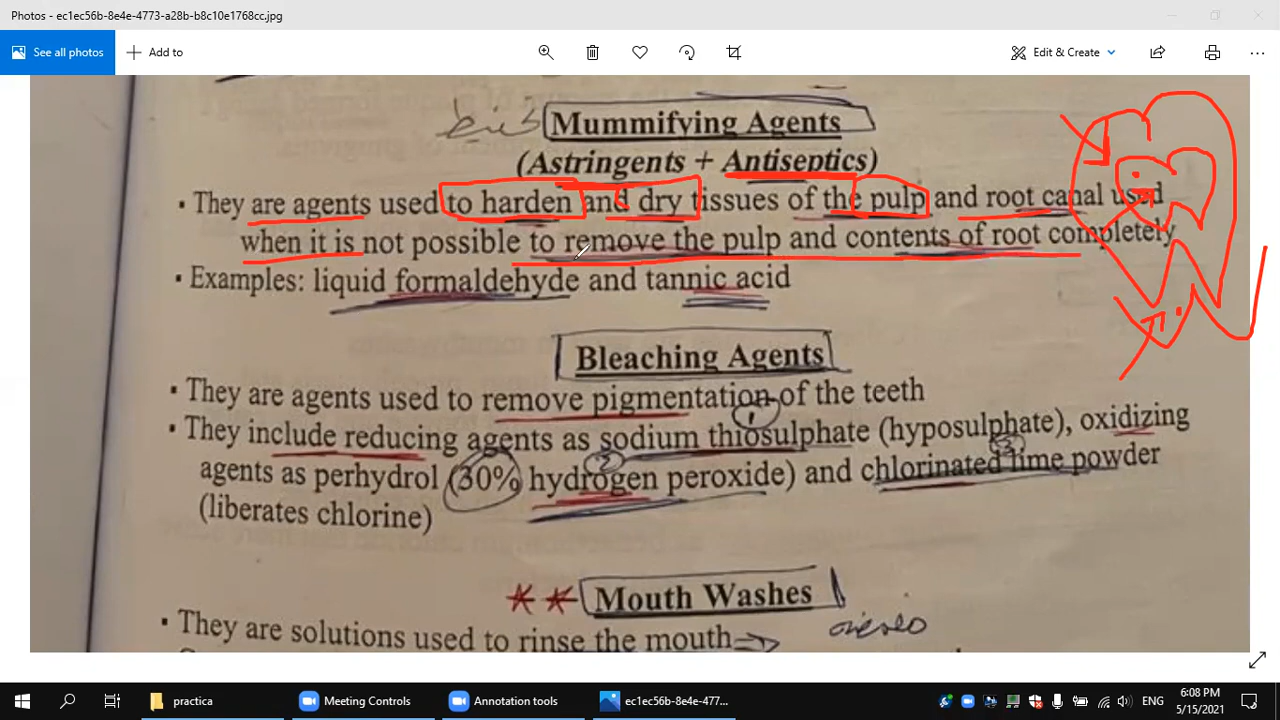 Photos - ec1ec56b-8e4e-4773-a28b-b8c10e1768cc.jpg
See all photos
Add to
Edit & Create
Mummifying Agents
(Astringents + Antiseptics)
▪ They are agents used to harden and dry tissues of the pulp and root canal used
when it is not possible to remove the pulp and contents of root completely
▪ Examples: liquid formaldehyde and tannic acid
Bleaching Agents
▪ They are agents used to remove pigmentation of the teeth
1
▪ They include reducing agents as sodium thiosulphate (hyposulphate), oxidizing
2 3
agents as perhydrol (30% hydrogen peroxide) and chlorinated lime powder
(liberates chlorine)
Mouth Washes
▪ They are solutions used to rinse the mouth
practica
Meeting Controls
Annotation tools
ec1ec56b-8e4e-477...
ENG
6:08 PM
5/15/2021